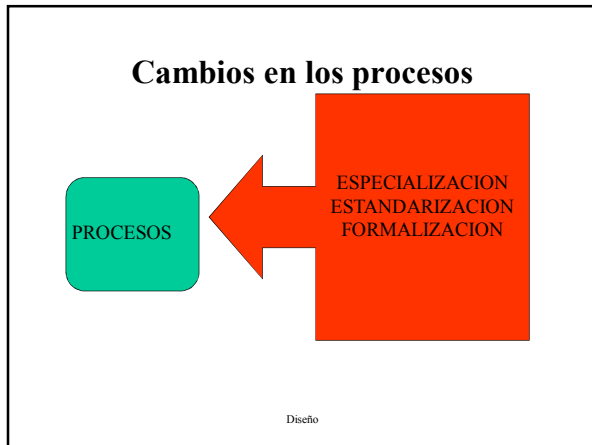 Cambios en los procesos
PROCESOS
ESPECIALIZACION
ESTANDARIZACION
FORMALIZACION
Diseño